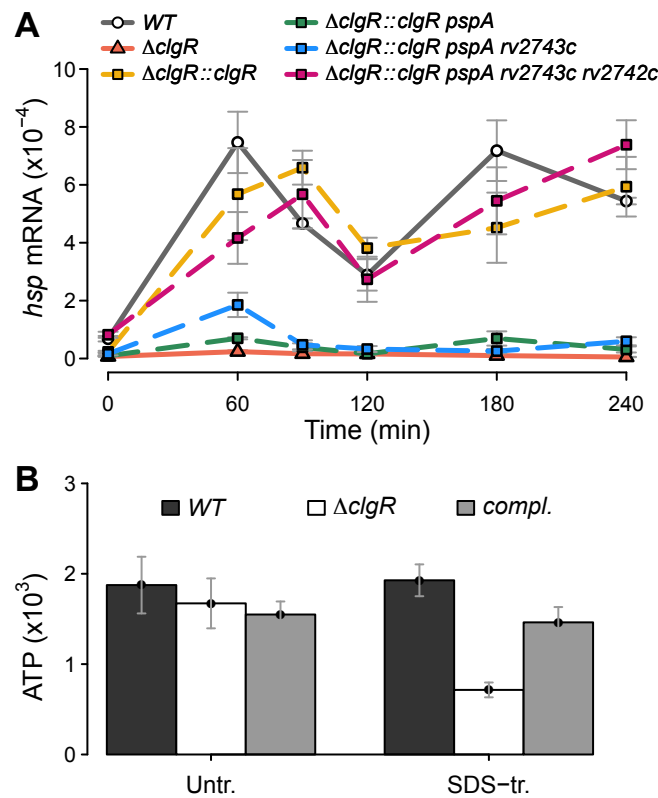 A
WT
ΔclgR
ΔclgR::clgR
ΔclgR::clgR pspA
ΔclgR::clgR pspA rv2743c
ΔclgR::clgR pspA rv2743c rv2742c
hsp mRNA (x10⁻⁴)
10
8
6
4
2
0
0 60 120 180 240
Time (min)
B
WT ΔclgR compl.
ATP (x10³)
3
2
1
0
Untr. SDS−tr.